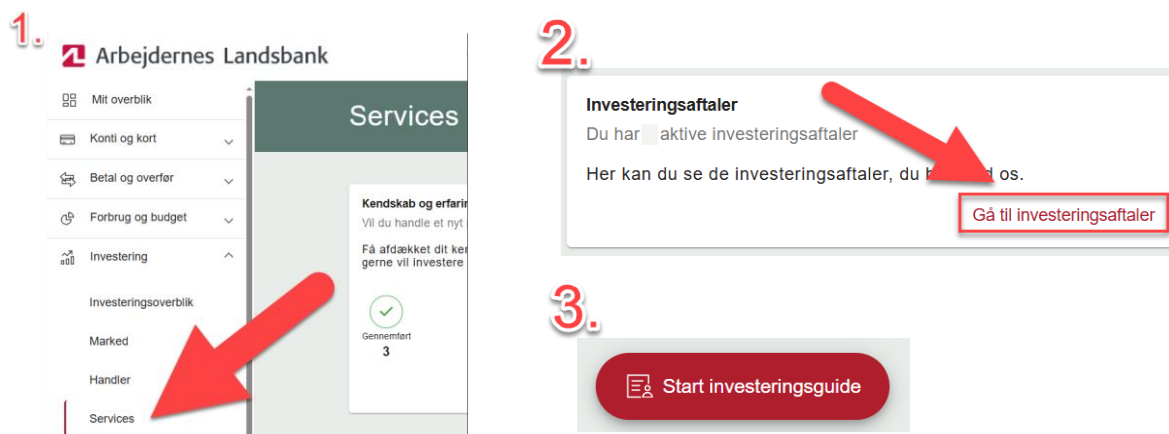 1.
Arbejdernes Landsbank
Mit overblik
Konti og kort
Betal og overfør
Forbrug og budget
Investering
Investeringsoverblik
Marked
Handler
Services
Services
Kendskab og
Vil du handle et nyt
Få afdækket dit
gerne vil investere
Gennemført
3
2.
Investeringsaftaler
Du har aktive investeringsaftaler
Her kan du se de investeringsaftaler, du os.
Gå til investeringsaftaler
3.
Start investeringsguide